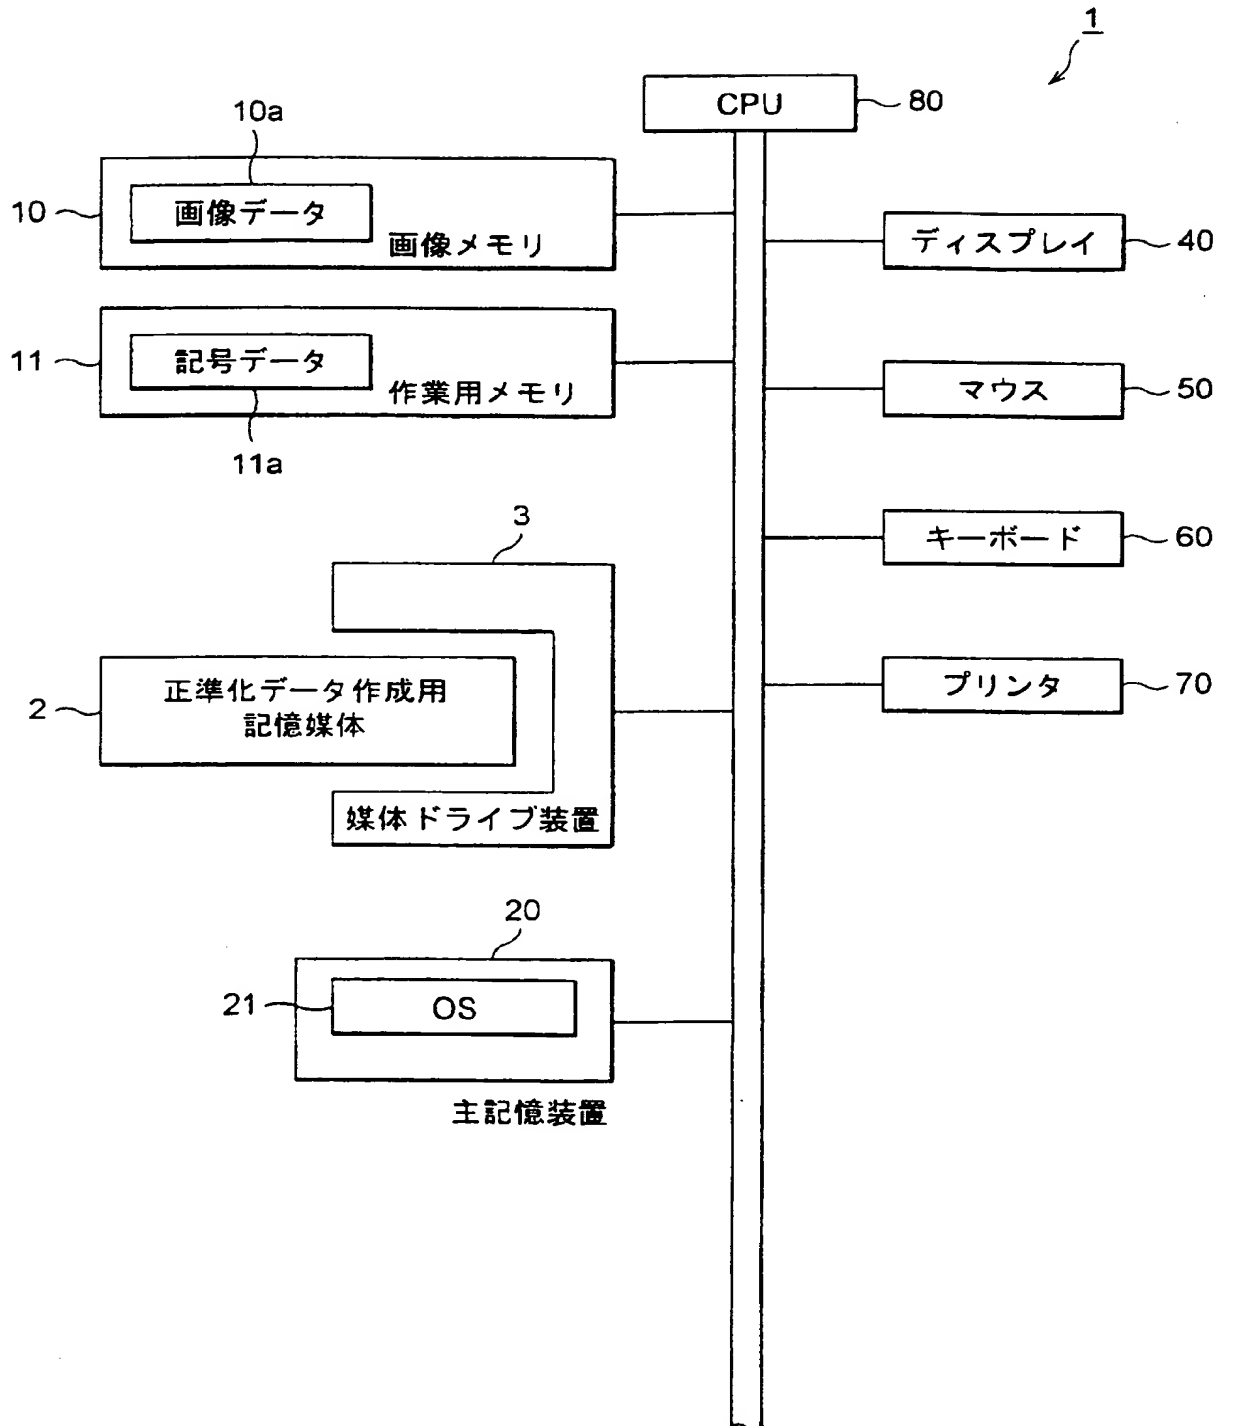 1
CPU
80
10a
10
画像データ
画像メモリ
ディスプレイ
40
11
記号データ
作業用メモリ
11a
マウス
50
3
キーボード
60
2
正準化データ作成用
記憶媒体
プリンタ
70
媒体ドライブ装置
20
21
OS
主記憶装置